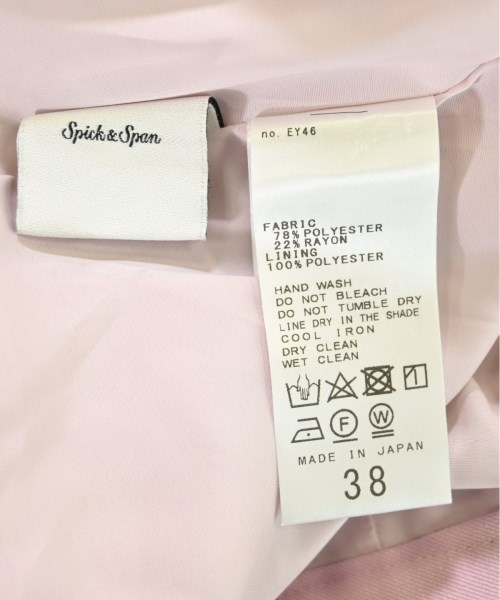 Spick & Span
no. EY46
FABRIC
78% POLYESTER
22% RAYON
LINING
100% POLYESTER
HAND WASH
DO NOT BLEACH
DO NOT TUMBLE DRY
LINE DRY IN THE SHADE
COOL IRON
DRY CLEAN
WET CLEAN
F W
MADE IN JAPAN
38